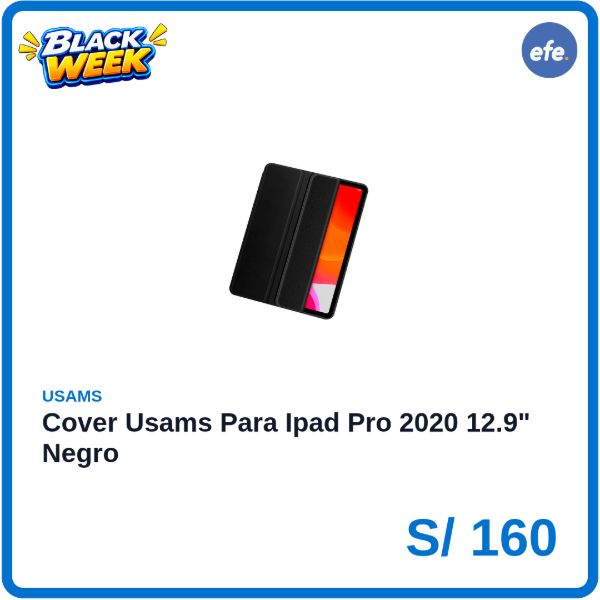 BLACK
WEEK
efe.
USAMS
Cover Usams Para Ipad Pro 2020 12.9"
Negro
S/ 160